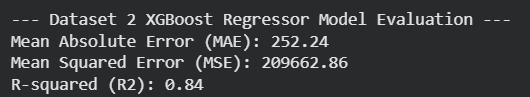 --- Dataset 2 XGBoost Regressor Model Evaluation ---
Mean Absolute Error (MAE): 252.24
Mean Squared Error (MSE): 209662.86
R-squared (R2): 0.84